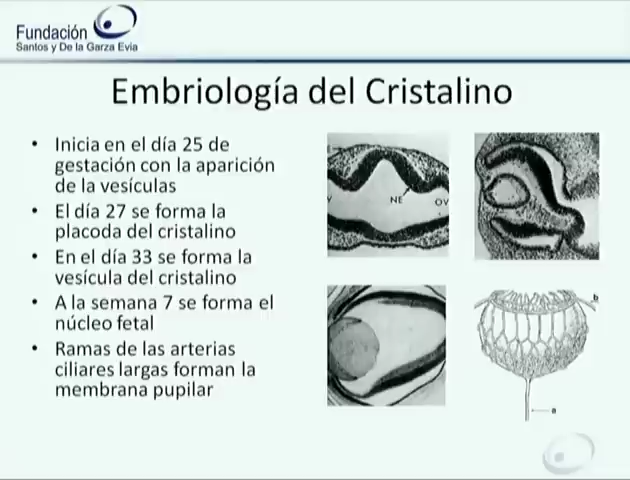 Fundación
Santos y De la Garza Evia
Embriología del Cristalino
• Inicia en el día 25 de
gestación con la aparición
de la vesículas
• El día 27 se forma la
placoda del cristalino
• En el día 33 se forma la
vesícula del cristalino
• A la semana 7 se forma el
núcleo fetal
• Ramas de las arterias
ciliares largas forman la
membrana pupilar
NE
OV
b
a